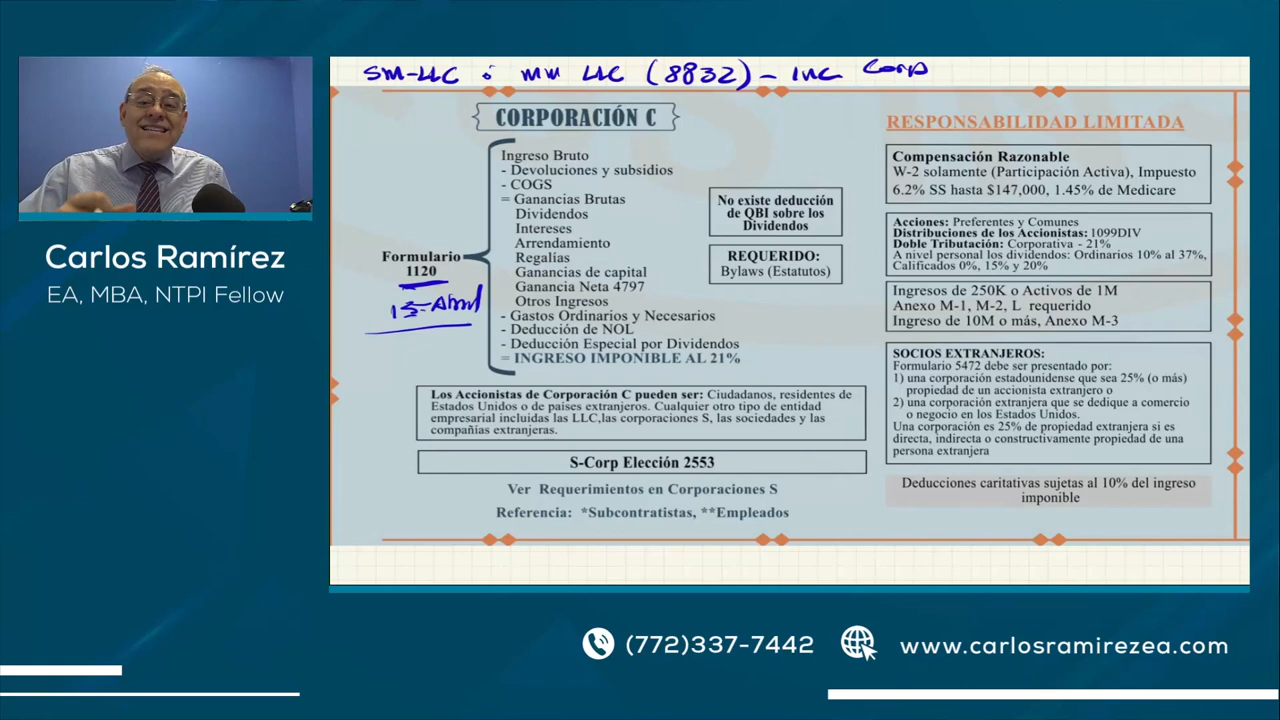 SM-LLC ó MM LLC (8832) - INC Corp
CORPORACIÓN C
Ingreso Bruto
- Devoluciones y subsidios
- COGS
= Ganancias Brutas
Dividendos
Intereses
Arrendamiento
Regalías
Ganancias de capital
Ganancia Neta 4797
Otros Ingresos
- Gastos Ordinarios y Necesarios
- Deducción de NOL
- Deducción Especial por Dividendos
= INGRESO IMPONIBLE AL 21%
Formulario
1120
15-Abril
No existe deducción
de QBI sobre los
Dividendos
REQUERIDO:
Bylaws (Estatutos)
Los Accionistas de Corporación C pueden ser: Ciudadanos, residentes de
Estados Unidos o de paises extranjeros. Cualquier otro tipo de entidad
empresarial incluidas las LLC,las corporaciones S, las sociedades y las
compañias extranjeras.
S-Corp Elección 2553
Ver Requerimientos en Corporaciones S
Referencia: *Subcontratistas, **Empleados
RESPONSABILIDAD LIMITADA
Compensación Razonable
W-2 solamente (Participación Activa), Impuesto
6.2% SS hasta $147,000, 1.45% de Medicare
Acciones: Preferentes y Comunes
Distribuciones de los Accionistas: 1099DIV
Doble Tributación: Corporativa - 21%
A nivel personal los dividendos: Ordinarios 10% al 37%,
Calificados 0%, 15% y 20%
Ingresos de 250K o Activos de 1M
Anexo M-1, M-2, L requerido
Ingreso de 10M o más, Anexo M-3
SOCIOS EXTRANJEROS:
Formulario 5472 debe ser presentado por:
1) una corporación estadounidense que sea 25% (o más)
propiedad de un accionista extranjero o
2) una corporación extranjera que se dedique a comercio
o negocio en los Estados Unidos.
Una corporación es 25% de propiedad extranjera si es
directa, indirecta o constructivamente propiedad de una
persona extranjera
Deducciones caritativas sujetas al 10% del ingreso
imponible
Carlos Ramírez
EA, MBA, NTPI Fellow
(772)337-7442
www.carlosramirezea.com